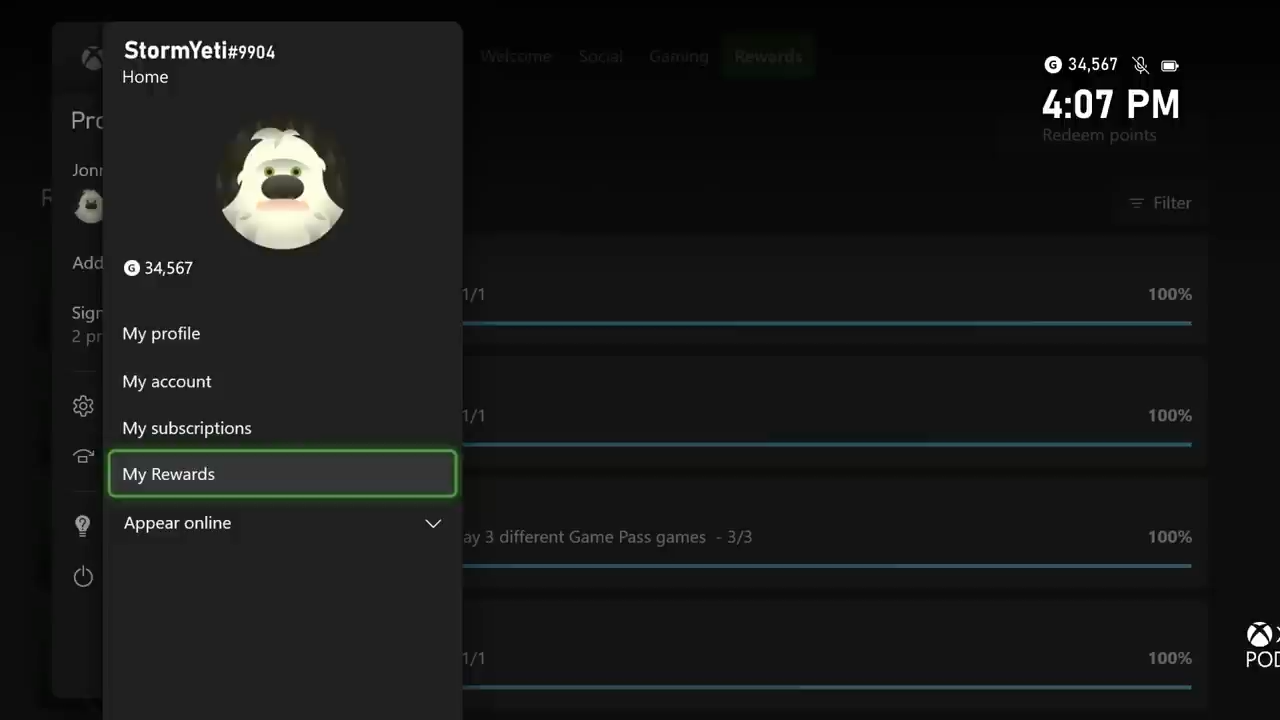 StormYeti#9904
Home
34,567
My profile
My account
My subscriptions
My Rewards
Appear online
Welcome
Social
Gaming
Rewards
34,567
4:07 PM
Redeem points
Filter
1/1
100%
1/1
100%
ay 3 different Game Pass games - 3/3
100%
1/1
100%
Pro
Jonn
Add
Sign
2 pr
R
POD